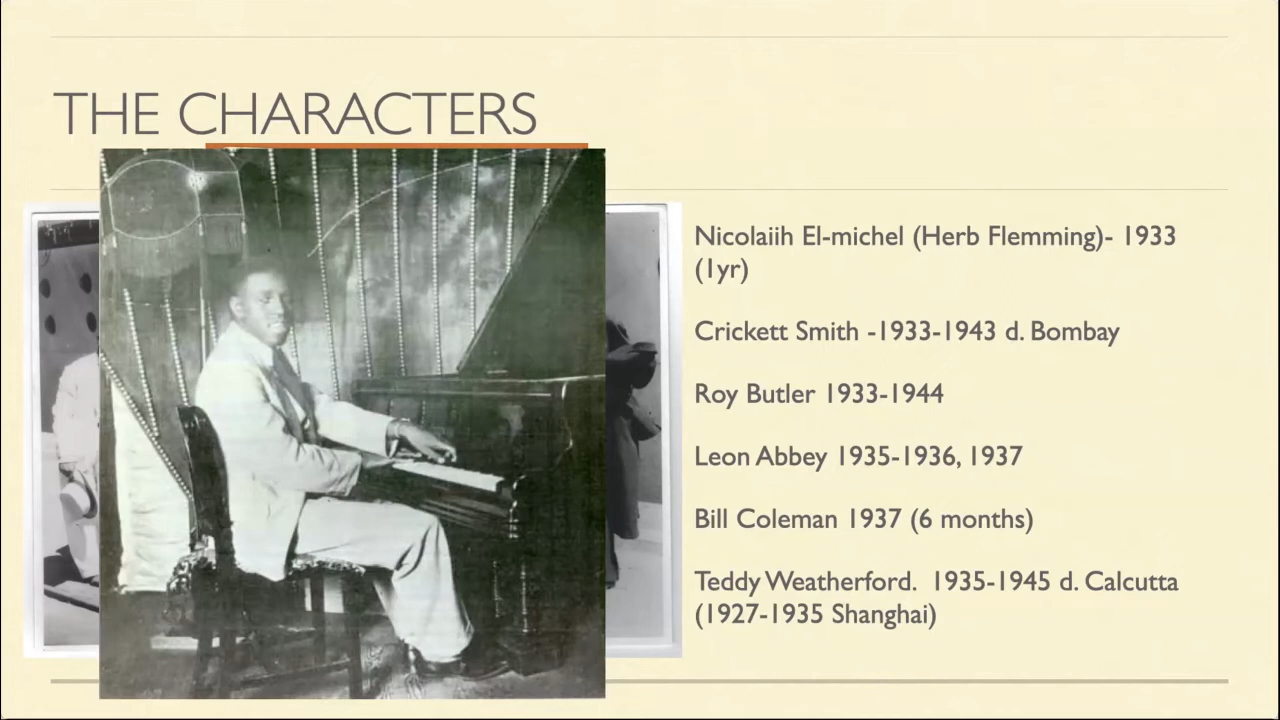 THE CHARACTERS
Nicolaiih El-michel (Herb Flemming)- 1933
(1yr)
Crickett Smith -1933-1943 d. Bombay
Roy Butler 1933-1944
Leon Abbey 1935-1936, 1937
Bill Coleman 1937 (6 months)
Teddy Weatherford.  1935-1945 d. Calcutta
(1927-1935 Shanghai)